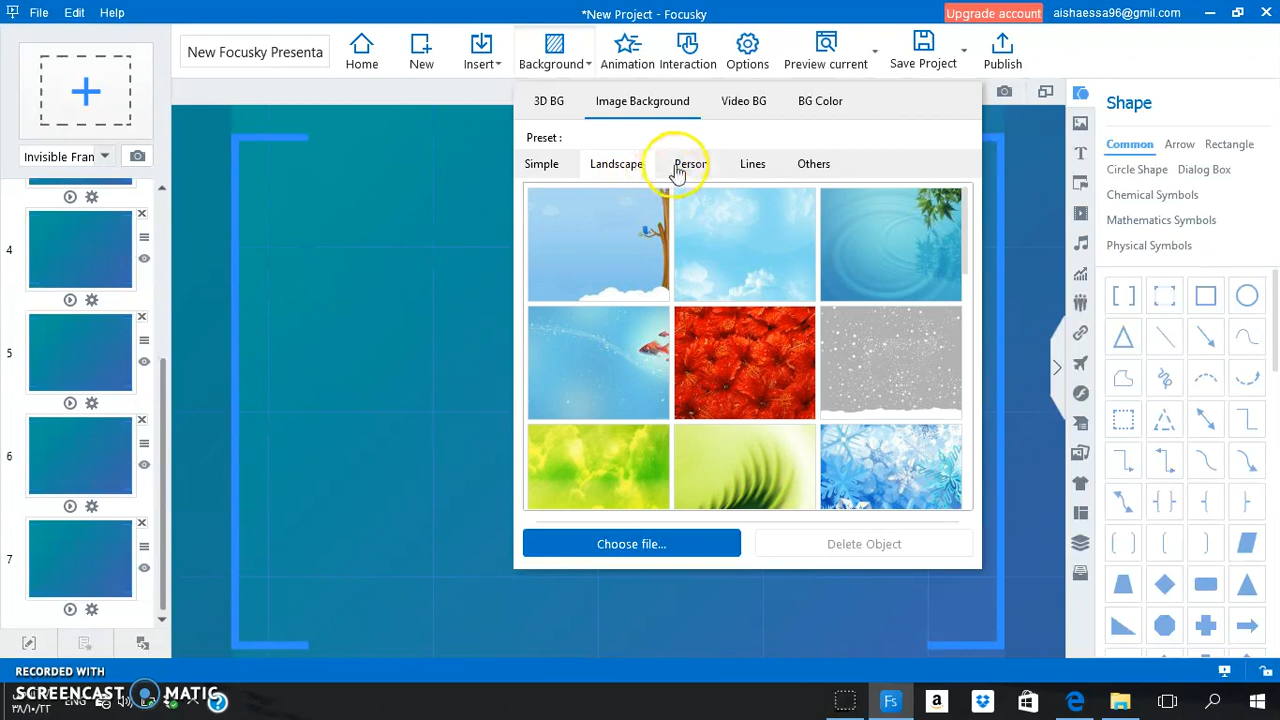 File Edit Help
*New Project - Focusky
Upgrade account
aishaessa96@gmil.com
New Focusky Presenta
Home
New
Insert
Background
Animation
Interaction
Options
Preview current
Save Project
Publish
3D BG
Image Background
Video BG
BG Color
Preset :
Simple
Landscape
Person
Lines
Others
Choose file...
Delete Object
Invisible Fran
4
5
6
7
Shape
Common
Arrow
Rectangle
Circle Shape
Dialog Box
Chemical Symbols
Mathematics Symbols
Physical Symbols
RECORDED WITH
SCREENCAST MATIC
ENG
Fs